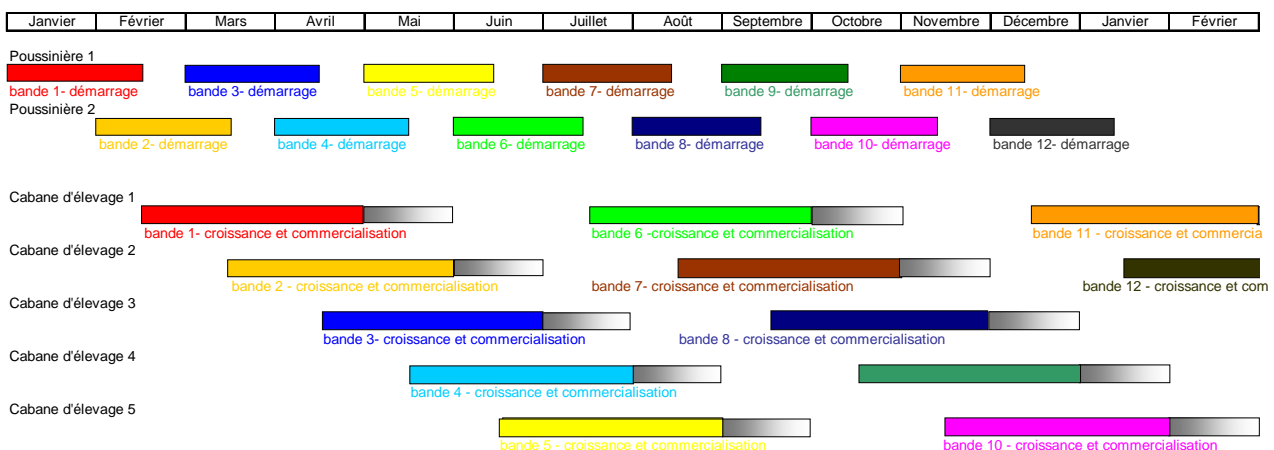 Janvier Février Mars Avril Mai Juin Juillet Août Septembre Octobre Novembre Décembre Janvier Février
Poussinière 1
bande 1- démarrage bande 3- démarrage bande 5- démarrage bande 7- démarrage bande 9- démarrage bande 11- démarrage
Poussinière 2
bande 2- démarrage bande 4- démarrage bande 6- démarrage bande 8- démarrage bande 10- démarrage bande 12- démarrage
Cabane d'élevage 1
bande 1- croissance et commercialisation bande 6 -croissance et commercialisation bande 11 - croissance et commercia
Cabane d'élevage 2
bande 2 - croissance et commercialisation bande 7- croissance et commercialisation bande 12 - croissance et com
Cabane d'élevage 3
bande 3- croissance et commercialisation bande 8 - croissance et commercialisation
Cabane d'élevage 4
bande 4 - croissance et commercialisation
Cabane d'élevage 5
bande 5 - croissance et commercialisation bande 10 - croissance et commercialisation